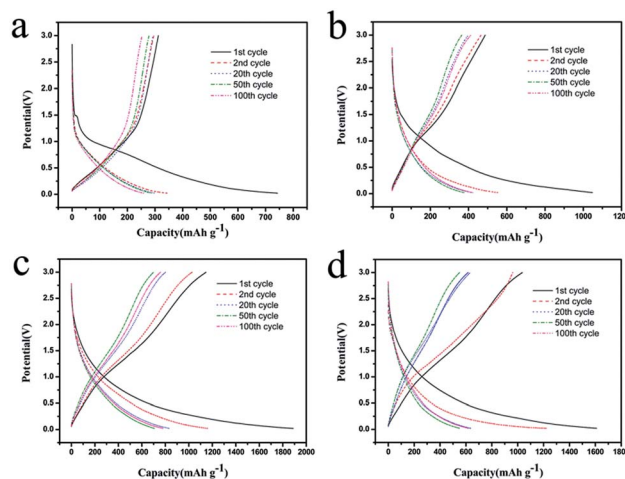 a
3.0
2.5
2.0
1.5
1.0
0.5
0.0
Potential(V)
1st cycle
2nd cycle
20th cycle
50th cycle
100th cycle
0 100 200 300 400 500 600 700 800
Capacity(mAh g-1)
b
3.0
2.5
2.0
1.5
1.0
0.5
0.0
Potential(V)
1st cycle
2nd cycle
20th cycle
50th cycle
100th cycle
0 200 400 600 800 1000 120
Capacity(mAh g-1)
c
3.0
2.5
2.0
1.5
1.0
0.5
0.0
Potential(V)
1st cycle
2nd cycle
20th cycle
50th cycle
100th cycle
0 200 400 600 800 1000 1200 1400 1600 1800 2000
Capacity(mAh g-1)
d
3.0
2.5
2.0
1.5
1.0
0.5
0.0
Potential(V)
1st cycle
2nd cycle
20th cycle
50th cycle
100th cycle
0 200 400 600 800 1000 1200 1400 1600 180
Capacity(mAh g-1)